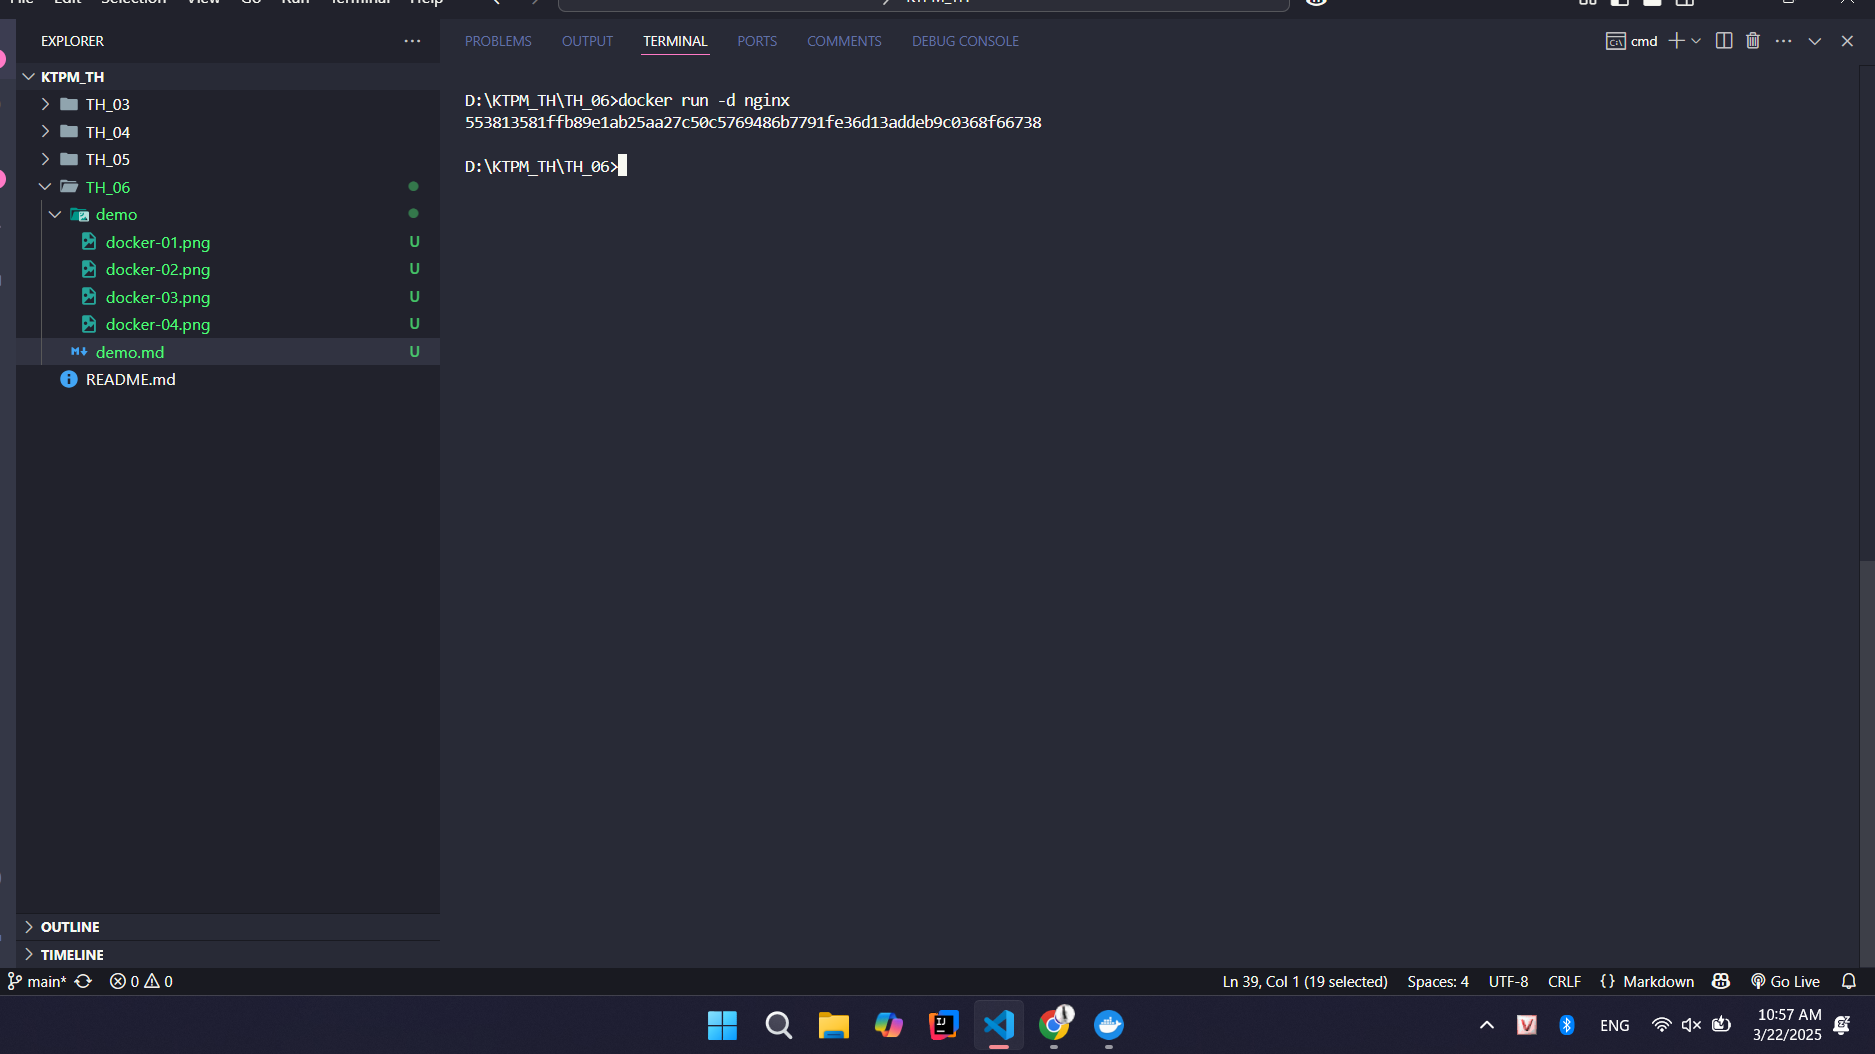 File Edit Selection View Go Run Terminal Help
KTPM_TH
EXPLORER
KTPM_TH
TH_03
TH_04
TH_05
TH_06
demo
docker-01.png U
docker-02.png U
docker-03.png U
docker-04.png U
demo.md U
README.md
OUTLINE
TIMELINE
PROBLEMS OUTPUT TERMINAL PORTS COMMENTS DEBUG CONSOLE
cmd
D:\KTPM_TH\TH_06>docker run -d nginx
553813581ffb89e1ab25aa27c50c5769486b7791fe36d13addeb9c0368f66738
D:\KTPM_TH\TH_06>
main* 0 0
Ln 39, Col 1 (19 selected) Spaces: 4 UTF-8 CRLF {} Markdown Go Live
ENG
10:57 AM
3/22/2025